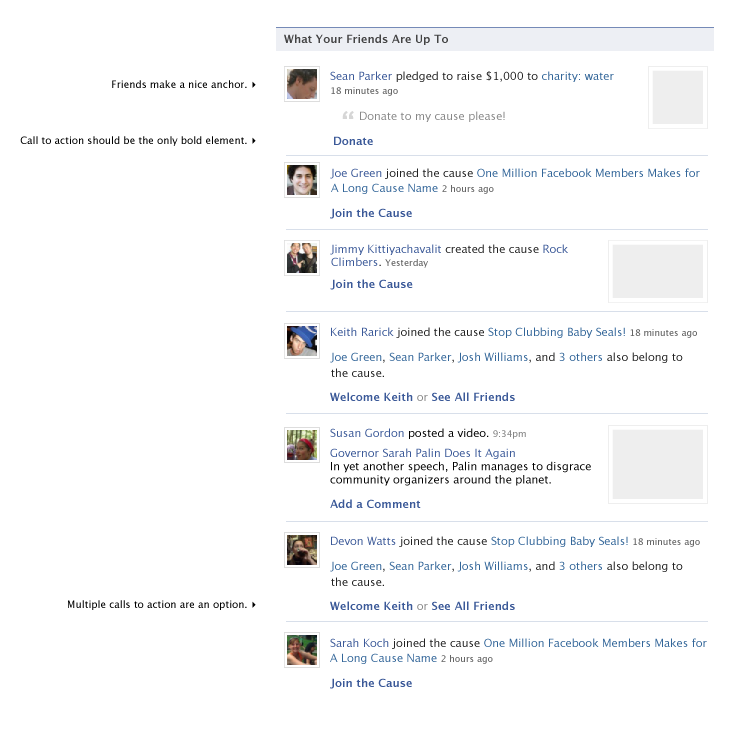 What Your Friends Are Up To
Friends make a nice anchor.
Sean Parker pledged to raise $1,000 to charity: water
18 minutes ago
“ Donate to my cause please!
Call to action should be the only bold element.
Donate
Joe Green joined the cause One Million Facebook Members Makes for
A Long Cause Name 2 hours ago
Join the Cause
Jimmy Kittiyachavalit created the cause Rock
Climbers. Yesterday
Join the Cause
Keith Rarick joined the cause Stop Clubbing Baby Seals! 18 minutes ago
Joe Green, Sean Parker, Josh Williams, and 3 others also belong to
the cause.
Welcome Keith or See All Friends
Susan Gordon posted a video. 9:34pm
Governor Sarah Palin Does It Again
In yet another speech, Palin manages to disgrace
community organizers around the planet.
Add a Comment
Devon Watts joined the cause Stop Clubbing Baby Seals! 18 minutes ago
Joe Green, Sean Parker, Josh Williams, and 3 others also belong to
the cause.
Multiple calls to action are an option.
Welcome Keith or See All Friends
Sarah Koch joined the cause One Million Facebook Members Makes for
A Long Cause Name 2 hours ago
Join the Cause